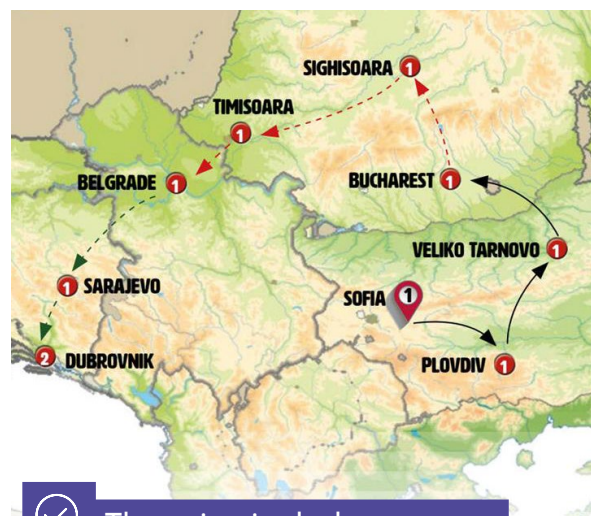 SIGHISOARA 1
TIMISOARA
1
BELGRADE 1
BUCHAREST 1
VELIKO TARNOVO 1
1 SARAJEVO
SOFIA 1
2 DUBROVNIK
PLOVDIV 1